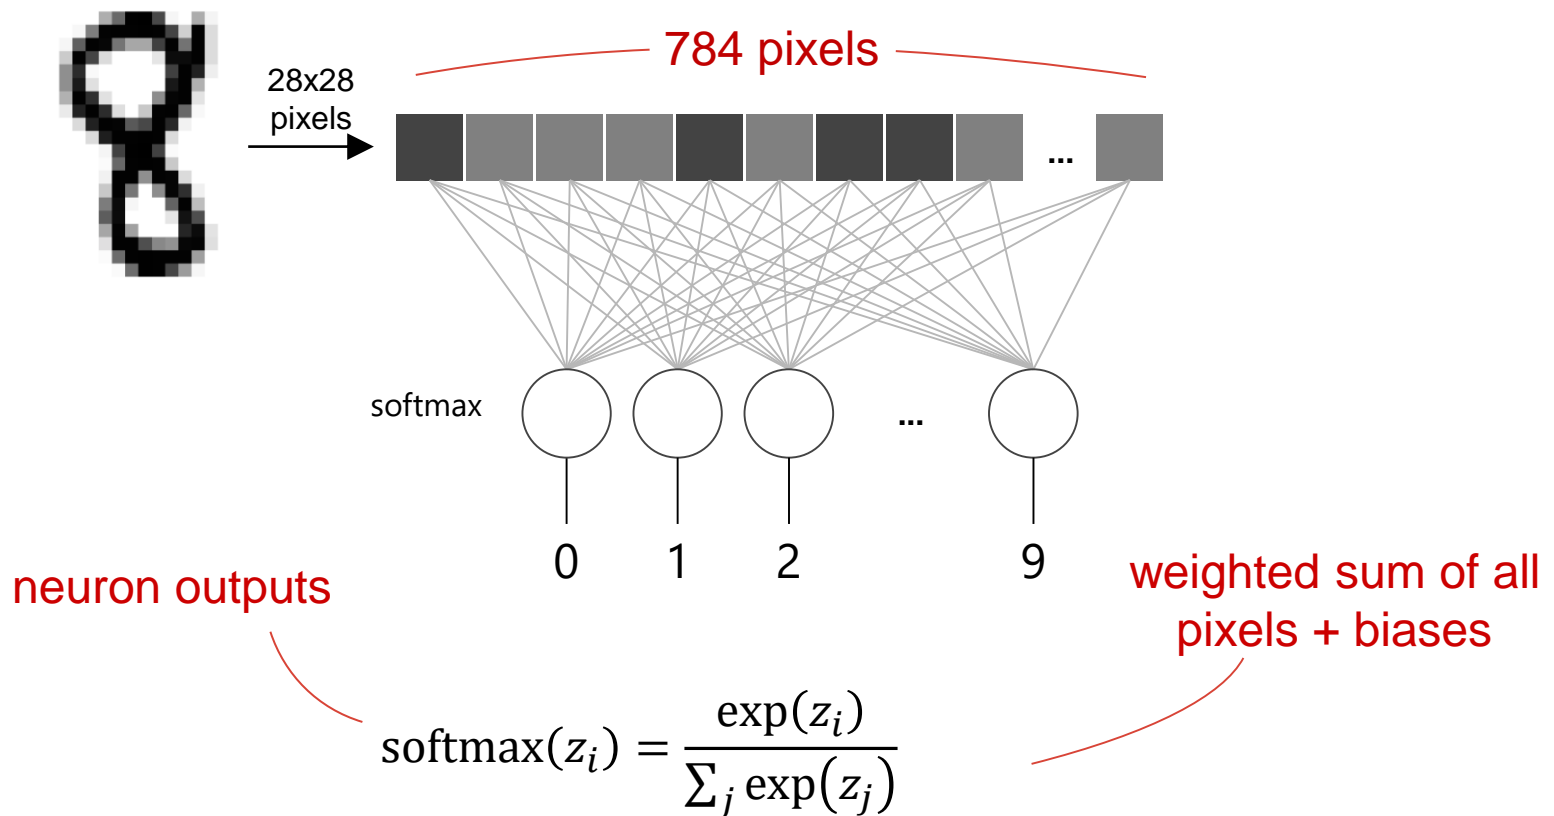 784 pixels
28x28
pixels
...
softmax
...
0 1 2 9
neuron outputs
weighted sum of all
pixels + biases
softmax(z_i) = exp(z_i) / ∑_j exp(z_j)